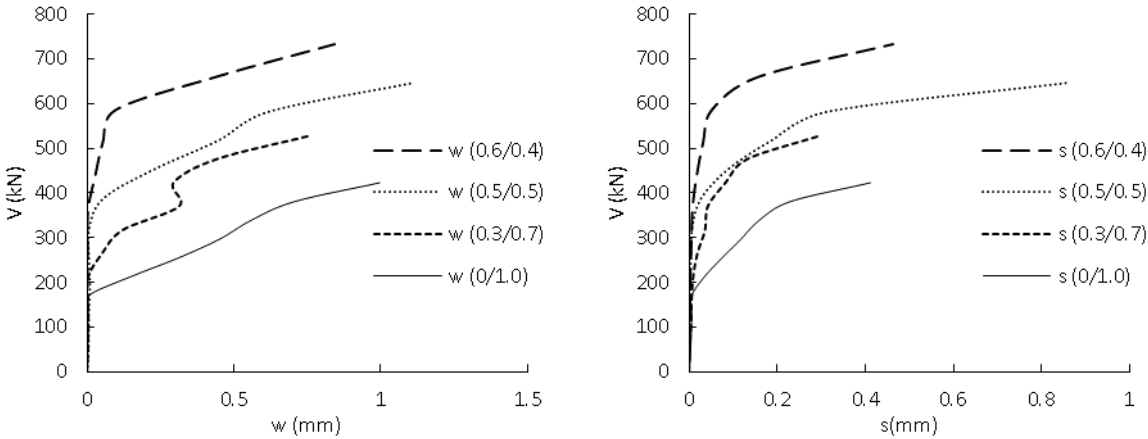 800
700
600
500
400
300
200
100
0
V (kN)
0
0.5
1
1.5
w (mm)
w (0.6/0.4)
w (0.5/0.5)
w (0.3/0.7)
w (0/1.0)
800
700
600
500
400
300
200
100
0
V (kN)
0
0.2
0.4
0.6
0.8
1
s(mm)
s (0.6/0.4)
s (0.5/0.5)
s (0.3/0.7)
s (0/1.0)